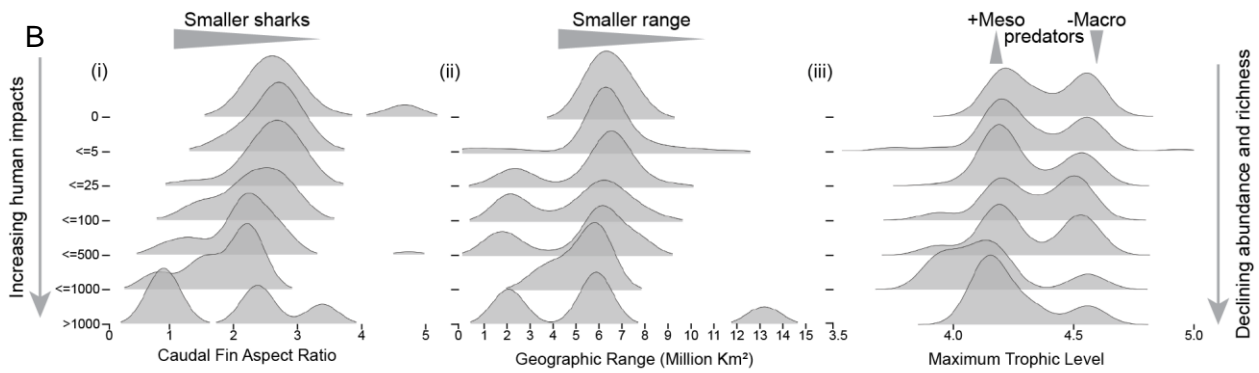 B
Smaller sharks
Smaller range
+Meso -Macro
predators
Increasing human impacts
(i)
(ii)
(iii)
Declining abundance and richness
0
<=5
<=25
<=100
<=500
<=1000
>1000
0 1 2 3 4 5
Caudal Fin Aspect Ratio
0 1 2 3 4 5 6 7 8 9 10 11 12 13 14 15
Geographic Range (Million Km²)
3.5 4.0 4.5 5.0
Maximum Trophic Level